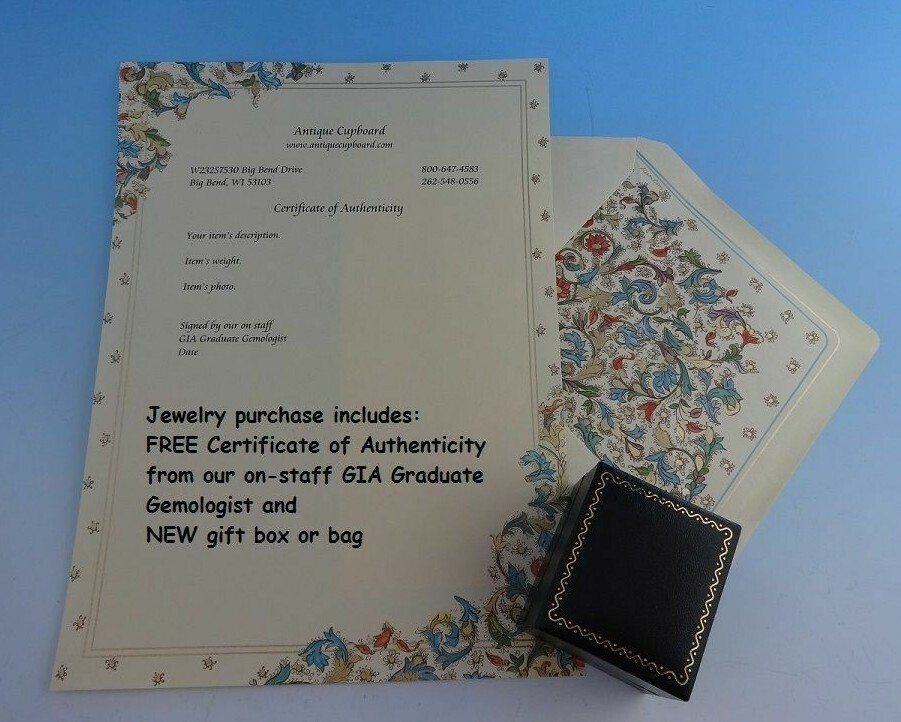 Antique Cupboard
www.antiquecupboard.com
W232S7530 Big Bend Drive 800-647-4583
Big Bend, WI 53103 262-548-0556
Certificate of Authenticity
Your item's description.
Item's weight.
Item's photo.
Signed by our on staff
GIA Graduate Gemologist
Date
Jewelry purchase includes:
FREE Certificate of Authenticity
from our on-staff GIA Graduate
Gemologist and
NEW gift box or bag